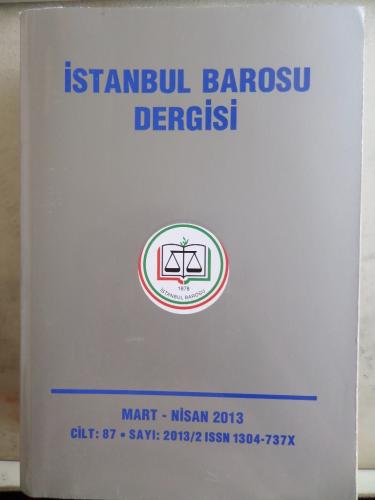 İSTANBUL BAROSU
DERGİSİ
1878
İSTANBUL BAROSU
MART - NİSAN 2013
CİLT: 87 • SAYI: 2013/2 ISSN 1304-737X